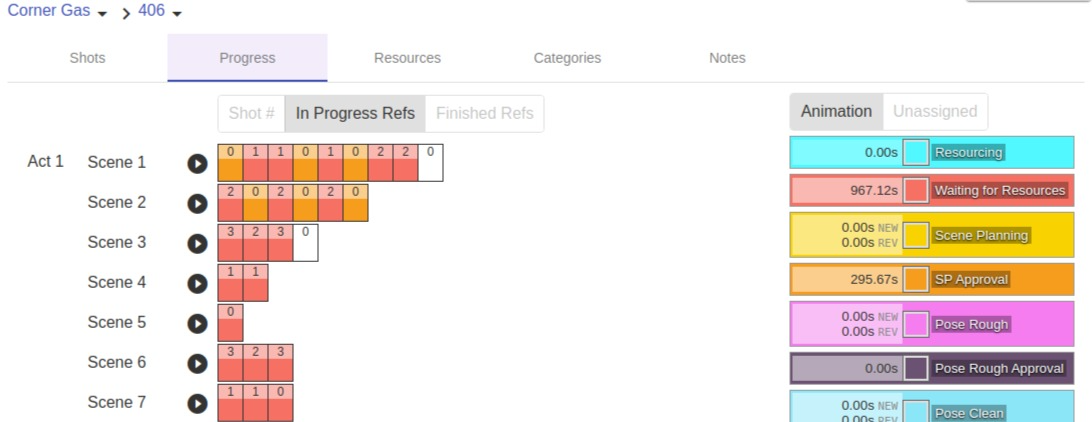 Corner Gas > 406
Shots Progress Resources Categories Notes
Shot # In Progress Refs Finished Refs
Animation Unassigned
Act 1
Scene 1 0 1 1 0 1 0 2 2 0
Scene 2 2 0 2 0 2 0
Scene 3 3 2 3 0
Scene 4 1 1
Scene 5 0
Scene 6 3 2 3
Scene 7 1 1 0
0.00s Resourcing
967.12s Waiting for Resources
0.00s NEW
0.00s REV
Scene Planning
295.67s SP Approval
0.00s NEW
0.00s REV
Pose Rough
0.00s Pose Rough Approval
0.00s NEW
0.00s REV
Pose Clean